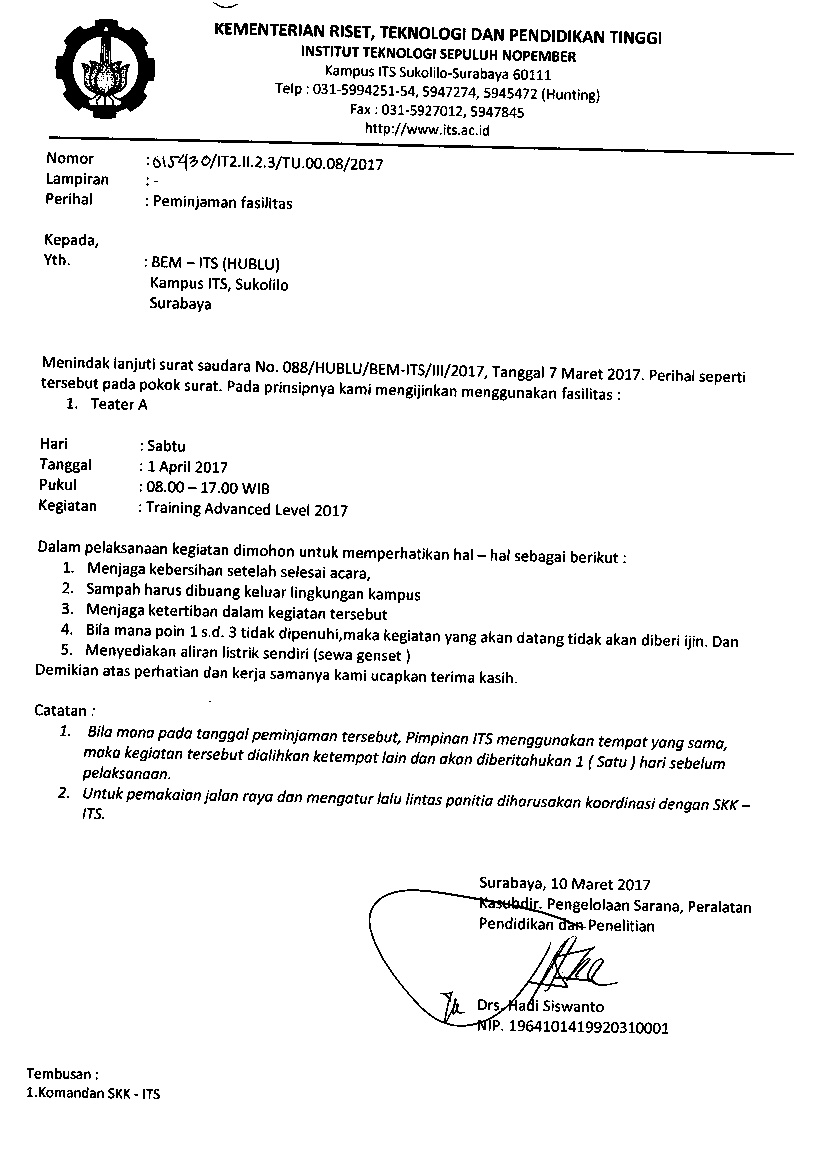 KEMENTERIAN RISET, TEKNOLOGI DAN PENDIDIKAN TINGGI
INSTITUT TEKNOLOGI SEPULUH NOPEMBER
Kampus ITS Sukolilo-Surabaya 60111
Telp : 031-5994251-54, 5947274, 5945472 (Hunting)
Fax : 031-5927012, 5947845
http://www.its.ac.id
Nomor : 015430/IT2.II.2.3/TU.00.08/2017
Lampiran : -
Perihal : Peminjaman fasilitas
Kepada,
Yth. : BEM – ITS (HUBLU)
Kampus ITS, Sukolilo
Surabaya
Menindak lanjuti surat saudara No. 088/HUBLU/BEM-ITS/III/2017, Tanggal 7 Maret 2017. Perihal seperti
tersebut pada pokok surat. Pada prinsipnya kami mengijinkan menggunakan fasilitas :
1. Teater A
Hari : Sabtu
Tanggal : 1 April 2017
Pukul : 08.00 – 17.00 WIB
Kegiatan : Training Advanced Level 2017
Dalam pelaksanaan kegiatan dimohon untuk memperhatikan hal – hal sebagai berikut :
1. Menjaga kebersihan setelah selesai acara,
2. Sampah harus dibuang keluar lingkungan kampus
3. Menjaga ketertiban dalam kegiatan tersebut
4. Bila mana poin 1 s.d. 3 tidak dipenuhi,maka kegiatan yang akan datang tidak akan diberi ijin. Dan
5. Menyediakan aliran listrik sendiri (sewa genset )
Demikian atas perhatian dan kerja samanya kami ucapkan terima kasih.
Catatan :
1. Bila mana pada tanggal peminjaman tersebut, Pimpinan ITS menggunakan tempat yang sama,
maka kegiatan tersebut dialihkan ketempat lain dan akan diberitahukan 1 ( Satu ) hari sebelum
pelaksanaan.
2. Untuk pemakaian jalan raya dan mengatur lalu lintas panitia diharusakan koordinasi dengan SKK –
ITS.
Surabaya, 10 Maret 2017
Kasubdir. Pengelolaan Sarana, Peralatan
Pendidikan dan Penelitian
Drs. Hadi Siswanto
NIP. 1964101419920310001
Tembusan :
1.Komandan SKK - ITS